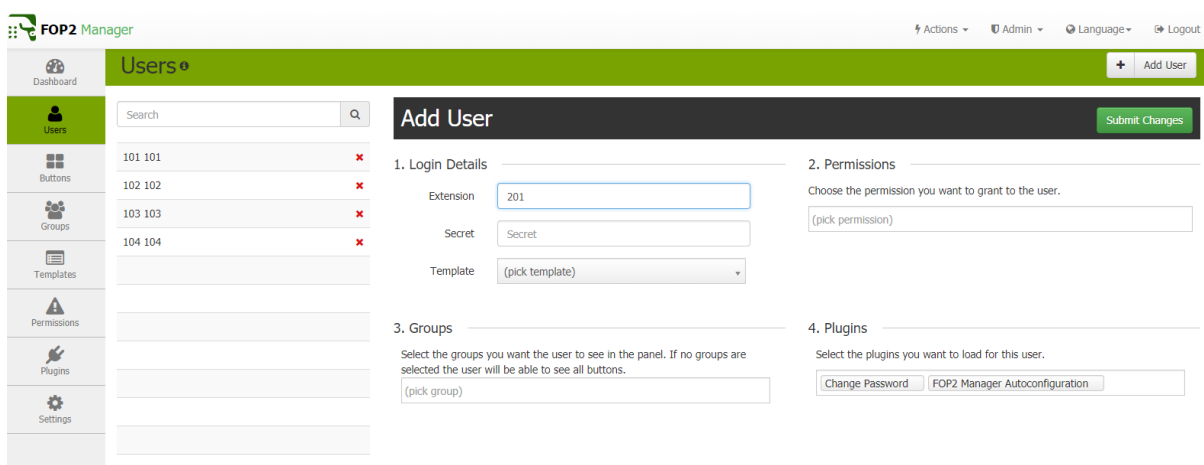 FOP2 Manager
Actions
Admin
Language
Logout
Dashboard
Users
Buttons
Groups
Templates
Permissions
Plugins
Settings
Users
+ Add User
Search
101 101
102 102
103 103
104 104
Add User
Submit Changes
1. Login Details
Extension
201
Secret
Secret
Template
(pick template)
2. Permissions
Choose the permission you want to grant to the user.
(pick permission)
3. Groups
Select the groups you want the user to see in the panel. If no groups are
selected the user will be able to see all buttons.
(pick group)
4. Plugins
Select the plugins you want to load for this user.
Change Password
FOP2 Manager Autoconfiguration